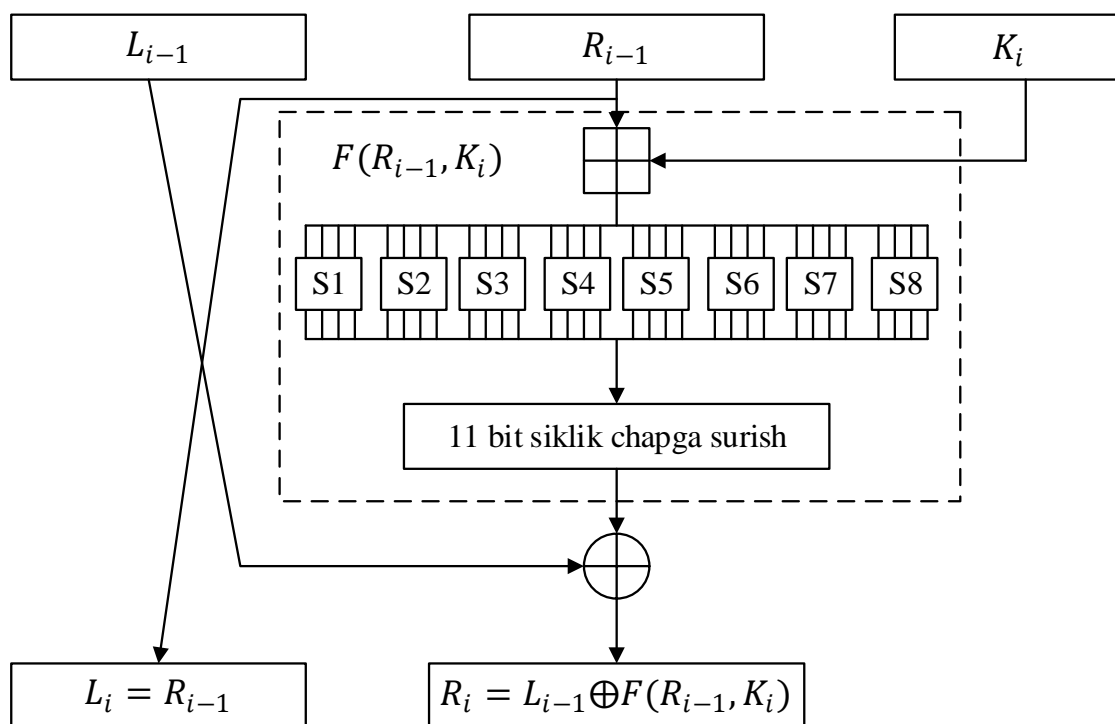 L_{i−1}
R_{i−1}
K_i
F(R_{i−1}, K_i)
S1 S2 S3 S4 S5 S6 S7 S8
11 bit siklik chapga surish
L_i = R_{i−1}
R_i = L_{i−1}⊕F(R_{i−1}, K_i)